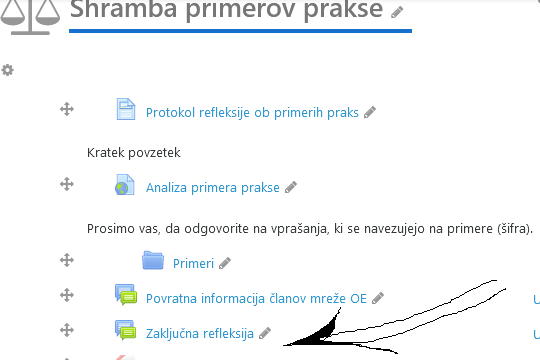 Shramba primerov prakse
Protokol refleksije ob primerih praks
Kratek povzetek
Analiza primera prakse
Prosimo vas, da odgovorite na vprašanja, ki se navezujejo na primere (šifra).
Primeri
Povratna informacija članov mreže OE
Zaključna refleksija